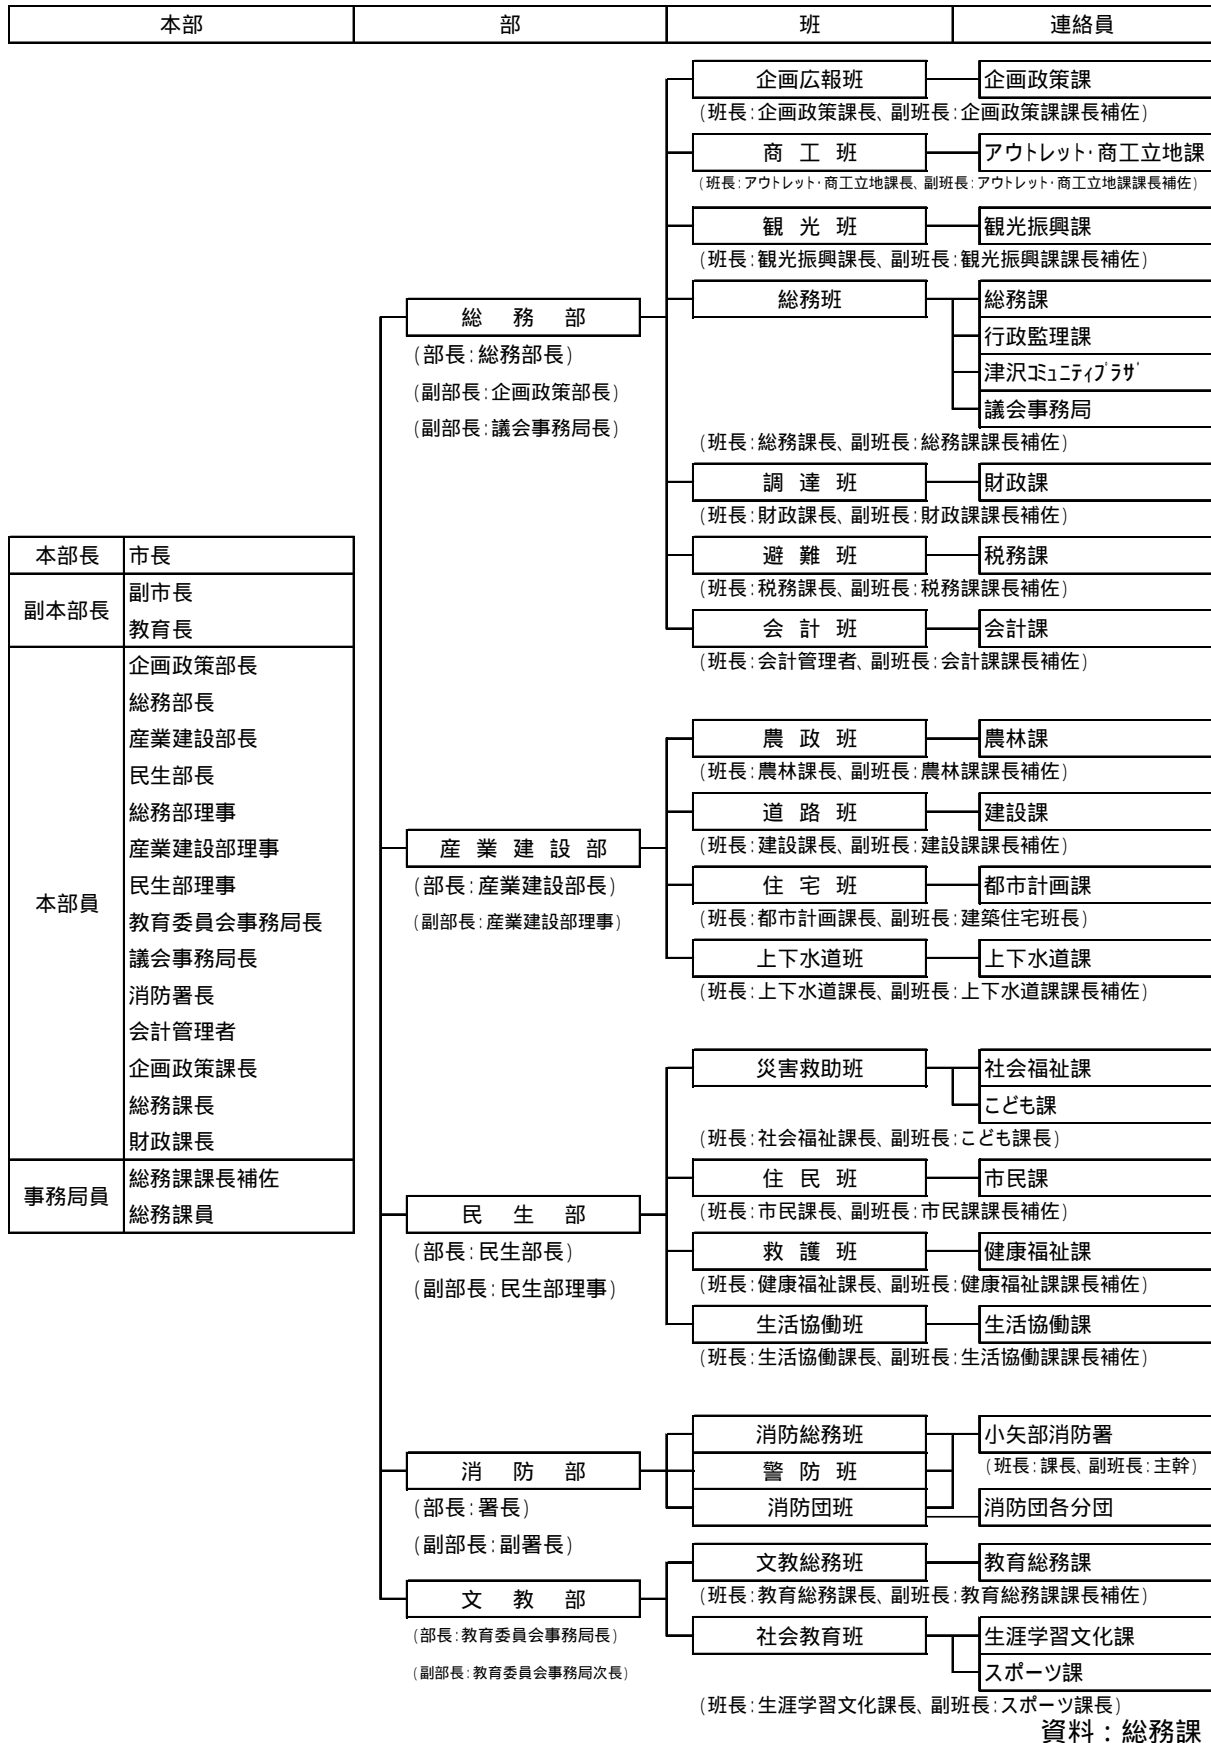 本部 部 班 連絡員
企画広報班 企画政策課
(班長:企画政策課長、副班長:企画政策課課長補佐)
商工班 アウトレット・商工立地課
(班長:アウトレット・商工立地課長、副班長:アウトレット・商工立地課課長補佐)
観光班 観光振興課
(班長:観光振興課長、副班長:観光振興課課長補佐)
総務班 総務課
行政監理課
津沢コミュニティプラザ
議会事務局
(班長:総務課長、副班長:総務課課長補佐)
調達班 財政課
(班長:財政課長、副班長:財政課課長補佐)
避難班 税務課
(班長:税務課長、副班長:税務課課長補佐)
会計班 会計課
(班長:会計管理者、副班長:会計課課長補佐)
総務部
(部長:総務部長)
(副部長:企画政策部長)
(副部長:議会事務局長)
本部長 市長
副本部長 副市長
教育長
本部員 企画政策部長
総務部長
産業建設部長
民生部長
総務部理事
産業建設部理事
民生部理事
教育委員会事務局長
議会事務局長
消防署長
会計管理者
企画政策課長
総務課長
財政課長
事務局員 総務課課長補佐
総務課員
産業建設部
(部長:産業建設部長)
(副部長:産業建設部理事)
農政班 農林課
(班長:農林課長、副班長:農林課課長補佐)
道路班 建設課
(班長:建設課長、副班長:建設課課長補佐)
住宅班 都市計画課
(班長:都市計画課長、副班長:建築住宅班長)
上下水道班 上下水道課
(班長:上下水道課長、副班長:上下水道課課長補佐)
民生部
(部長:民生部長)
(副部長:民生部理事)
災害救助班 社会福祉課
こども課
(班長:社会福祉課長、副班長:こども課長)
住民班 市民課
(班長:市民課長、副班長:市民課課長補佐)
救護班 健康福祉課
(班長:健康福祉課長、副班長:健康福祉課課長補佐)
生活協働班 生活協働課
(班長:生活協働課長、副班長:生活協働課課長補佐)
消防部
(部長:署長)
(副部長:副署長)
消防総務班 小矢部消防署
(班長:課長、副班長:主幹)
警防班
消防団班 消防団各分団
文教部
(部長:教育委員会事務局長)
(副部長:教育委員会事務局次長)
文教総務班 教育総務課
(班長:教育総務課長、副班長:教育総務課課長補佐)
社会教育班 生涯学習文化課
スポーツ課
(班長:生涯学習文化課長、副班長:スポーツ課長)
資料:総務課